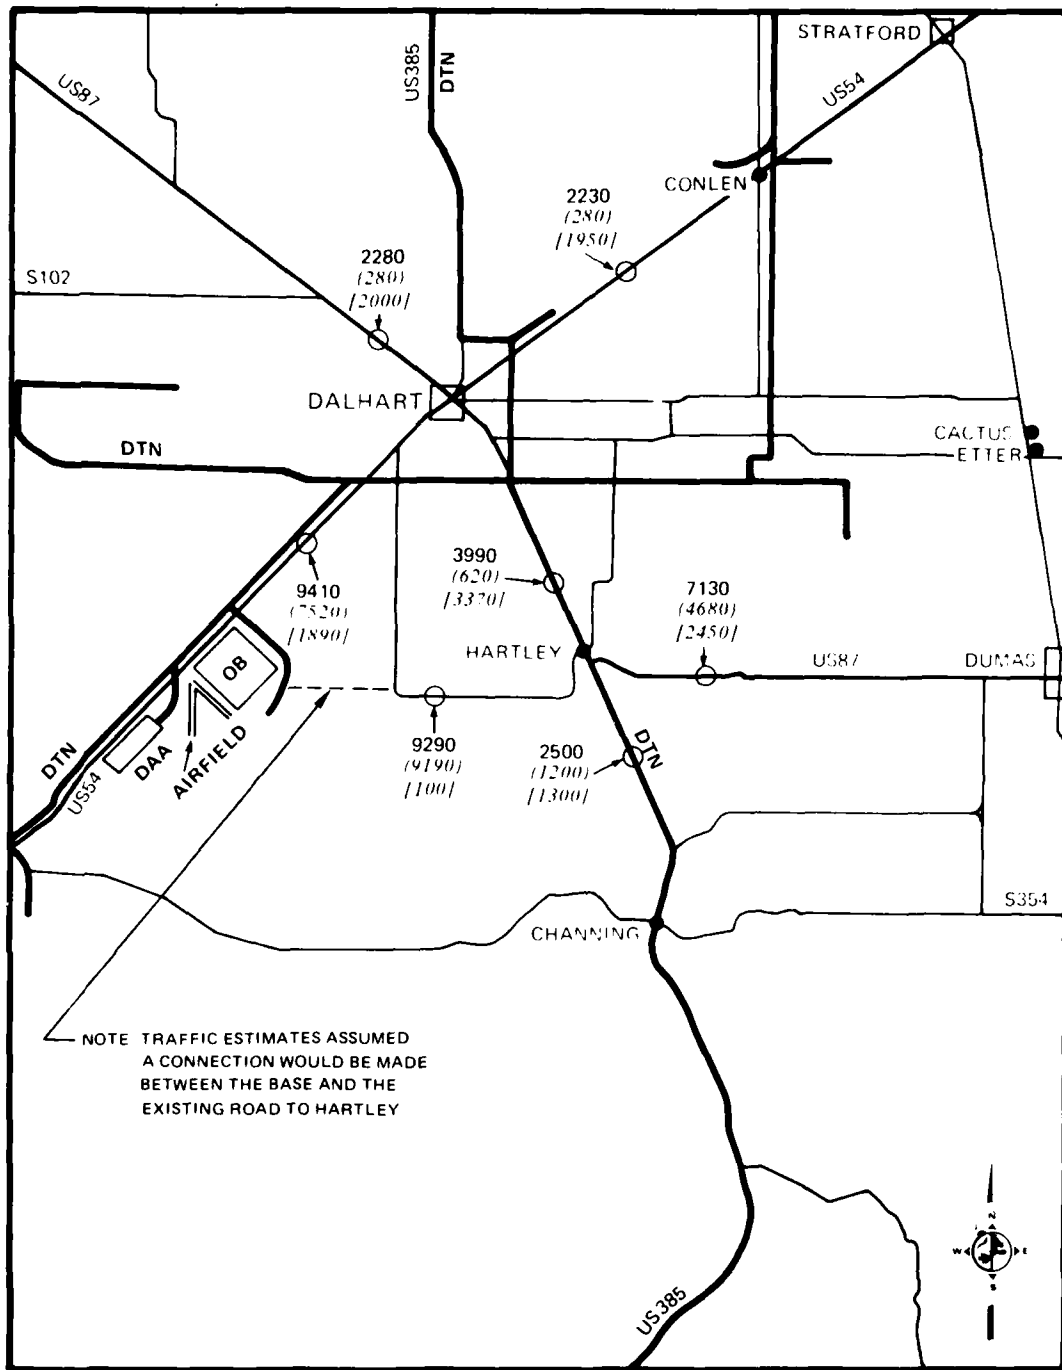 STRATFORD
US385
DTN
US87
US54
CONLEN
2230
(280)
[1950]
2280
(280)
[2000]
S102
DALHART
CACTUS
ETTER
DTN
9410
(7520)
[1890]
3990
(620)
[3370]
7130
(4680)
[2450]
HARTLEY
US87
DUMAS
OB
DTN
US54
DAA
AIRFIELD
9290
(9190)
[100]
2500
(1200)
[1300]
DTN
S354
CHANNING
NOTE TRAFFIC ESTIMATES ASSUMED
A CONNECTION WOULD BE MADE
BETWEEN THE BASE AND THE
EXISTING ROAD TO HARTLEY
N
W E
S
US385